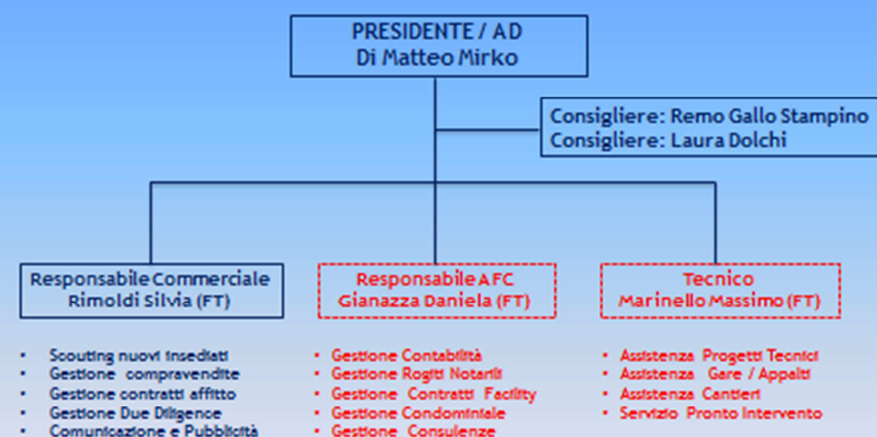 PRESIDENTE / AD
Di Matteo Mirko
Consigliere: Remo Gallo Stampino
Consigliere: Laura Dolchi
Responsabile Commerciale
Rimoldi Silvia (FT)
Responsabile AFC
Gianazza Daniela (FT)
Tecnico
Marinello Massimo (FT)
• Scouting nuovi insediati
• Gestione compravendite
• Gestione contratti affitto
• Gestione Due Diligence
• Comunicazione e Pubblicità
• Gestione Contabilità
• Gestione Rogiti Notarili
• Gestione Contratti Facility
• Gestione Condominiale
• Gestione Consulenze
• Assistenza Progetti Tecnici
• Assistenza Gare / Appalti
• Assistenza Cantieri
• Servizio Pronto Intervento